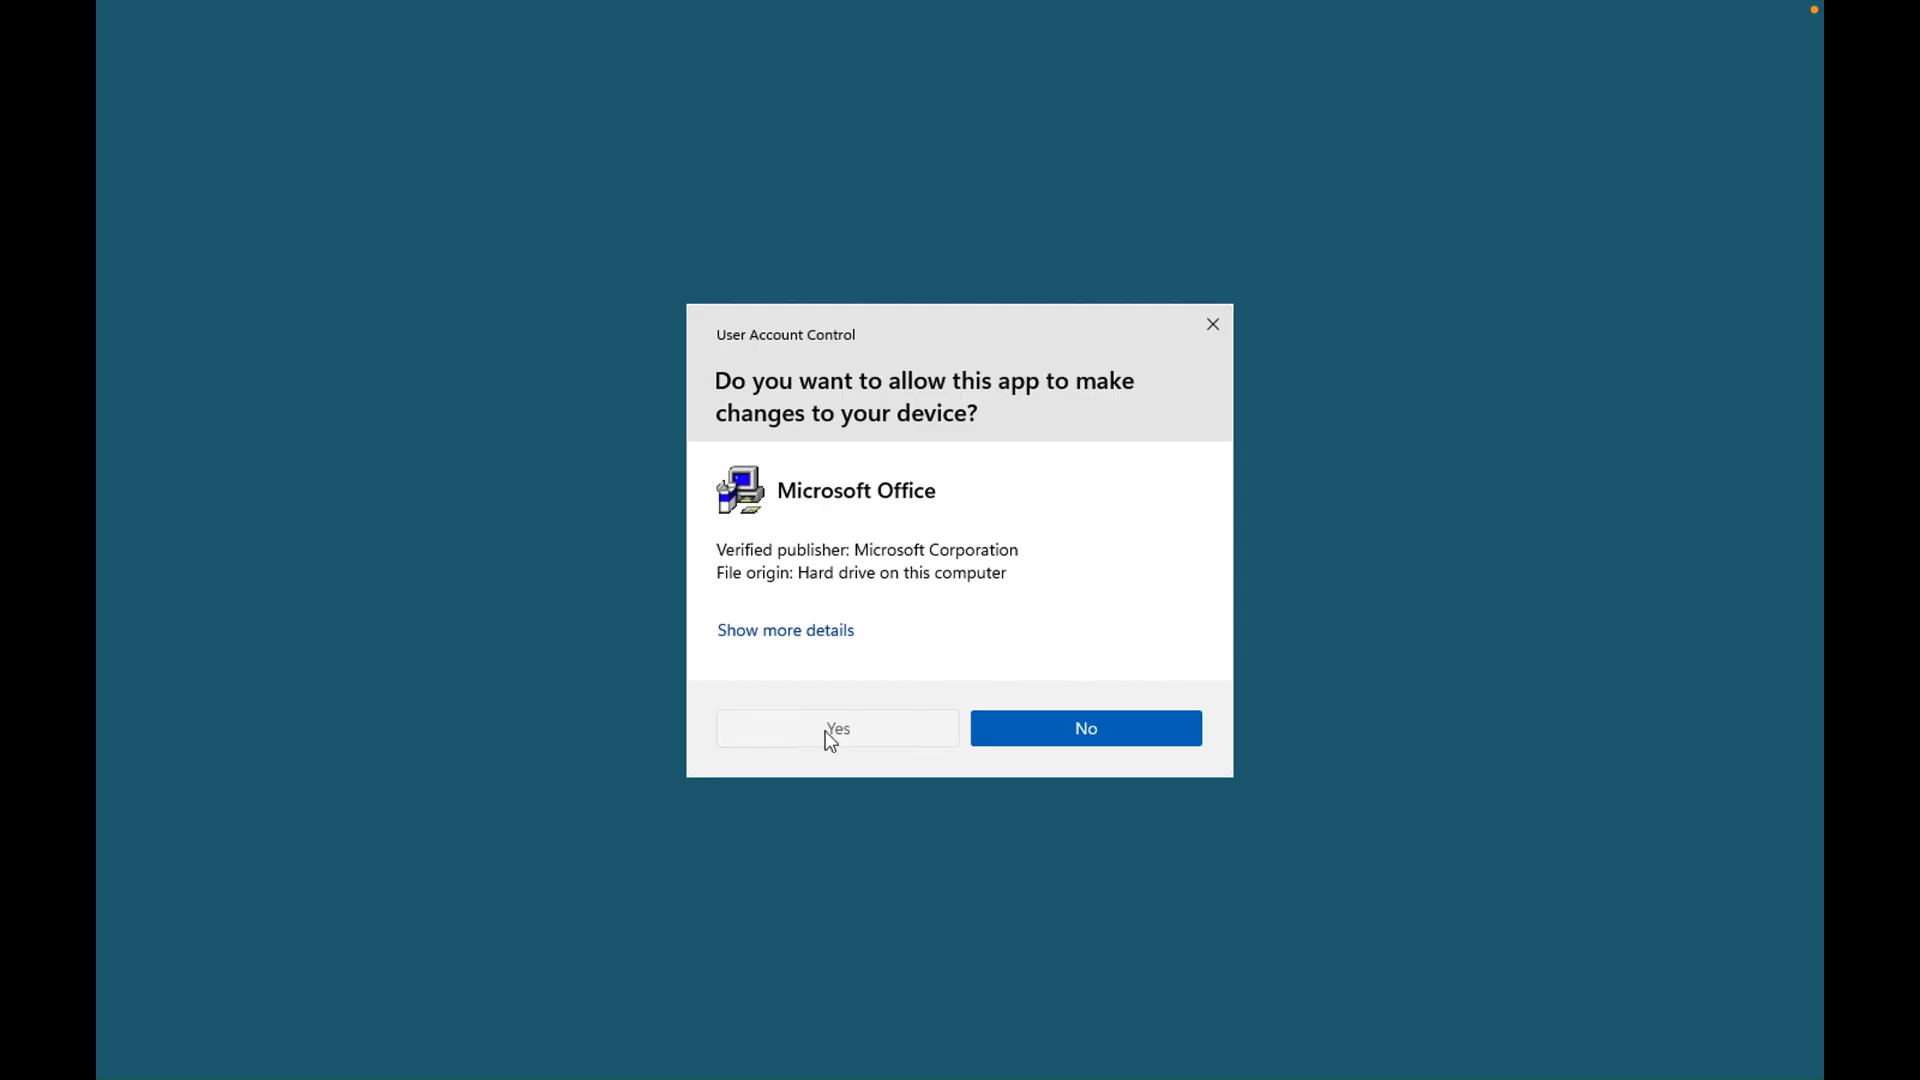 User Account Control
Do you want to allow this app to make
changes to your device?
Microsoft Office
Verified publisher: Microsoft Corporation
File origin: Hard drive on this computer
Show more details
Yes
No